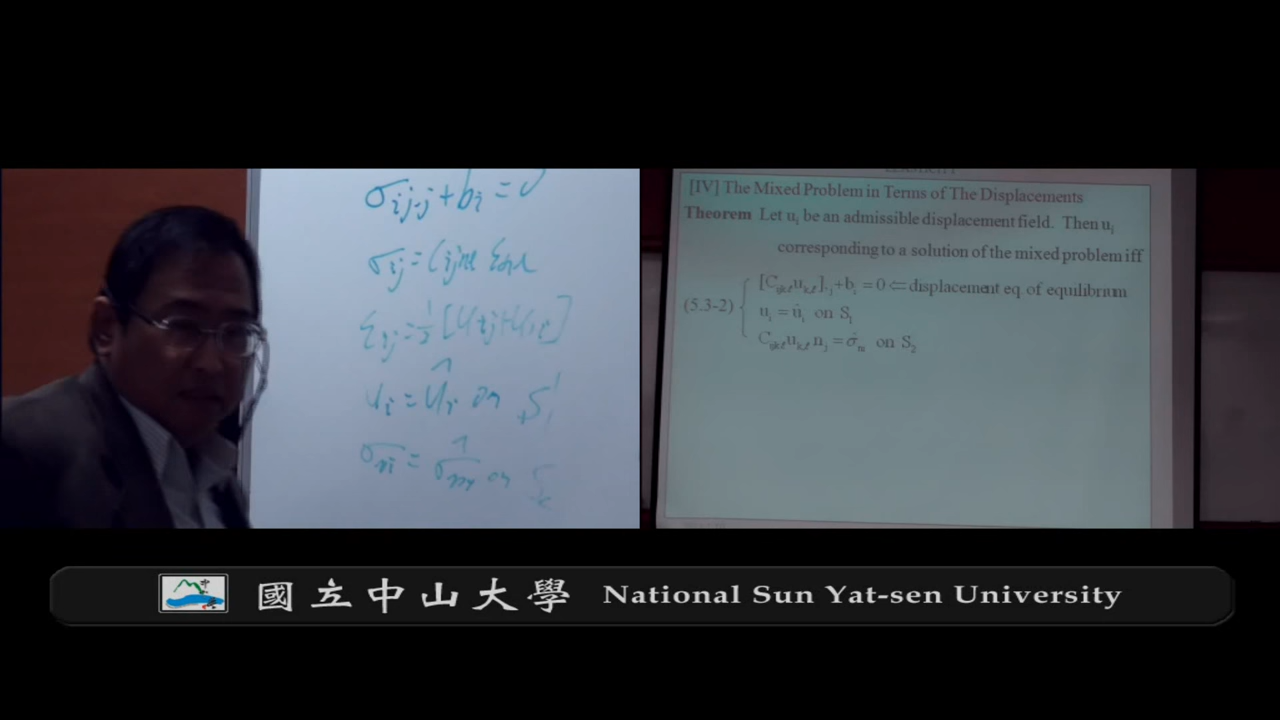 σij,j + bi = 0
σij = Cijkl εkl
εij = 1/2 [ui,j + uj,i]
ui = ûi on S1
σni = σ̂ni on S2
[IV] The Mixed Problem in Terms of The Displacements
Theorem Let ui be an admissible displacement field. Then ui
corresponding to a solution of the mixed problem iff
(5.3-2) [Cijkℓ uk,ℓ],j + bi = 0 ⇐ displacement eq. of equilibrium
ui = ûi on S1
Cijkℓ uk,ℓ nj = σ̂ni on S2
國立中山大學 National Sun Yat-sen University